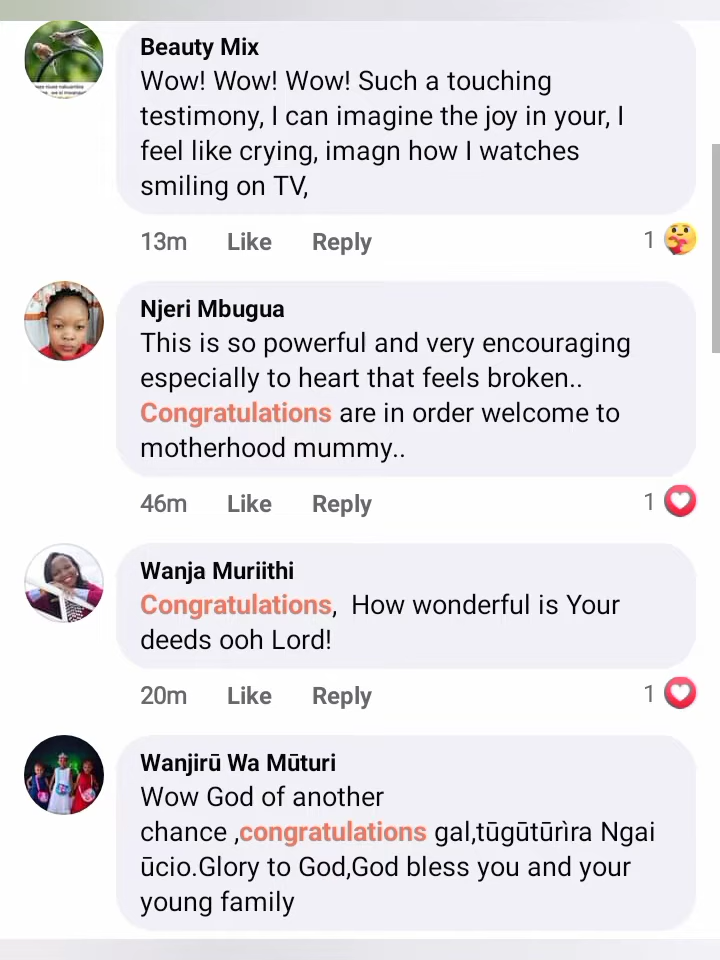 Beauty Mix
Wow! Wow! Wow! Such a touching
testimony, I can imagine the joy in your, I
feel like crying, imagn how I watches
smiling on TV,
13m Like Reply 1
Njeri Mbugua
This is so powerful and very encouraging
especially to heart that feels broken..
Congratulations are in order welcome to
motherhood mummy..
46m Like Reply 1
Wanja Muriithi
Congratulations, How wonderful is Your
deeds ooh Lord!
20m Like Reply 1
Wanjirū Wa Mūturi
Wow God of another
chance ,congratulations gal,tūgūtūrìra Ngai
ūcio.Glory to God,God bless you and your
young family